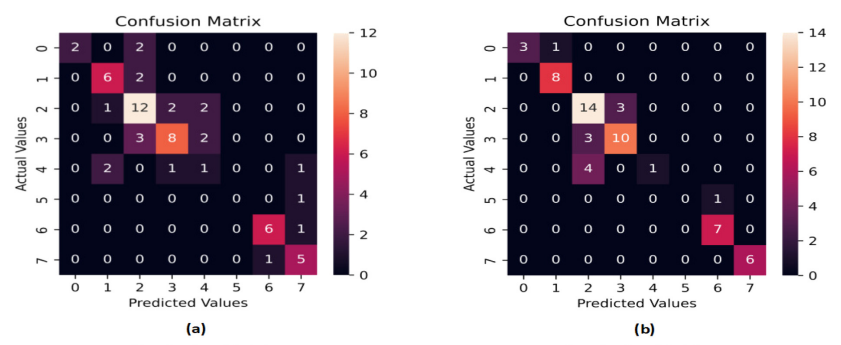 Confusion Matrix
0 2 0 2 0 0 0 0 0
1 0 6 2 0 0 0 0 0
2 0 1 12 2 2 0 0 0
3 0 0 3 8 2 0 0 0
4 0 2 0 1 1 0 0 1
5 0 0 0 0 0 0 0 1
6 0 0 0 0 0 0 6 1
7 0 0 0 0 0 0 1 5
0 1 2 3 4 5 6 7
Actual Values
Predicted Values
12
10
8
6
4
2
0
(a)
Confusion Matrix
0 3 1 0 0 0 0 0 0
1 0 8 0 0 0 0 0 0
2 0 0 14 3 0 0 0 0
3 0 0 3 10 0 0 0 0
4 0 0 4 0 1 0 0 0
5 0 0 0 0 0 0 1 0
6 0 0 0 0 0 0 7 0
7 0 0 0 0 0 0 0 6
0 1 2 3 4 5 6 7
Actual Values
Predicted Values
14
12
10
8
6
4
2
0
(b)